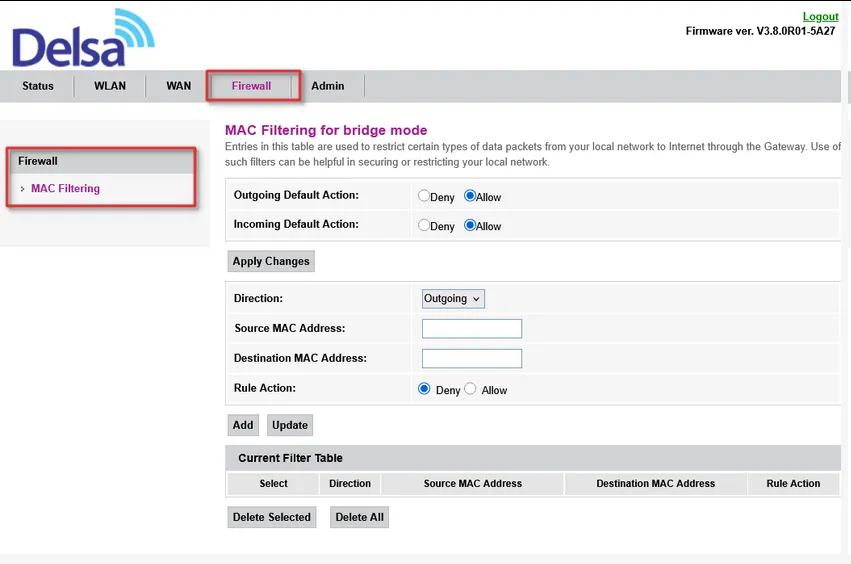 Delsa
Logout
Firmware ver. V3.8.0R01-5A27
Status WLAN WAN Firewall Admin
Firewall
MAC Filtering
MAC Filtering for bridge mode
Entries in this table are used to restrict certain types of data packets from your local network to Internet through the Gateway. Use of
such filters can be helpful in securing or restricting your local network.
Outgoing Default Action: Deny Allow
Incoming Default Action: Deny Allow
Apply Changes
Direction: Outgoing
Source MAC Address:
Destination MAC Address:
Rule Action: Deny Allow
Add Update
Current Filter Table
Select Direction Source MAC Address Destination MAC Address Rule Action
Delete Selected Delete All